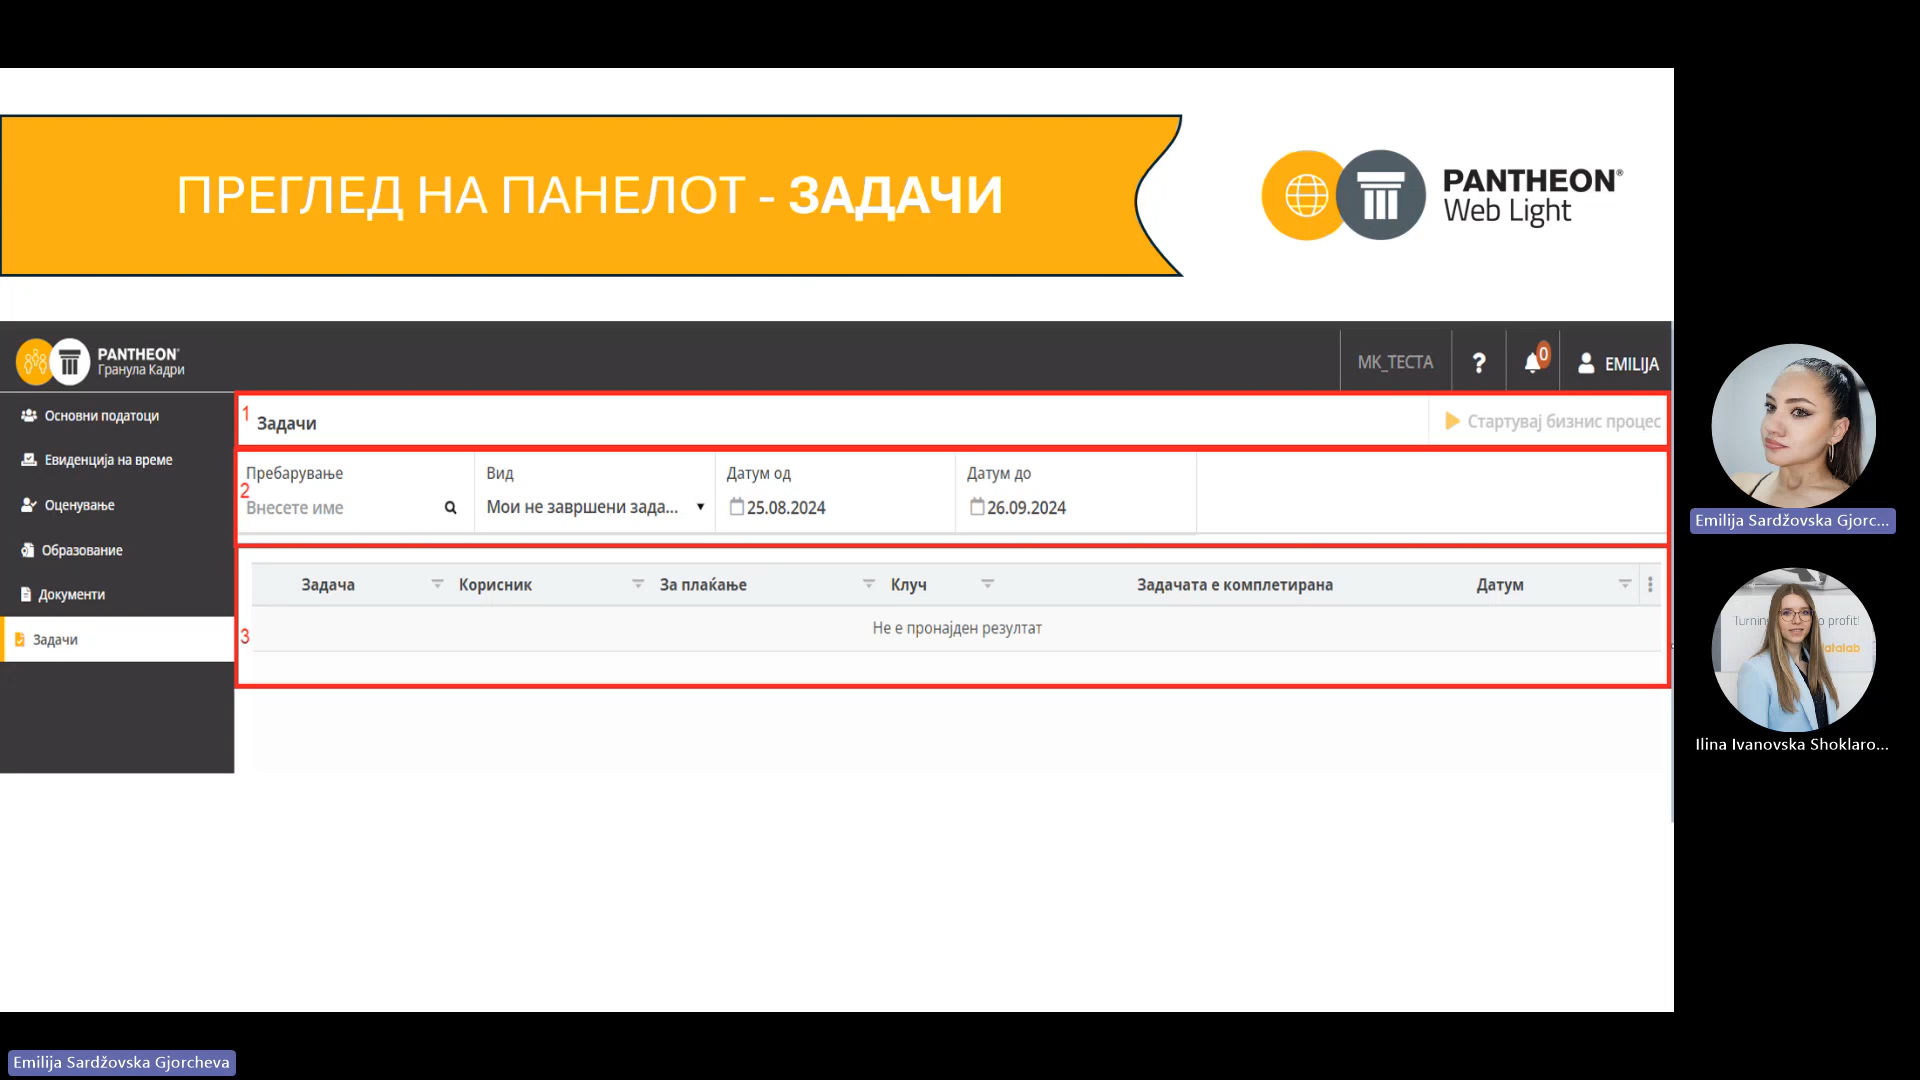 ПРЕГЛЕД НА ПАНЕЛОТ - ЗАДАЧИ
PANTHEON®
Web Light
PANTHEON®
Гранула Кадри
МК_ТЕСТА
?
0
EMILIJA
Основни податоци
Евиденција на време
Оценување
Образование
Документи
Задачи
1
Задачи
Стартувај бизнис процес
2
Пребарување
Вид
Датум од
Датум до
Внесете име
Мои не завршени зада...
25.08.2024
26.09.2024
3
Задача
Корисник
За плаќање
Клуч
Задачата е комплетирана
Датум
Не е пронајден резултат
Emilija Sardžovska Gjorc...
Ilina Ivanovska Shoklaro...
Emilija Sardžovska Gjorcheva